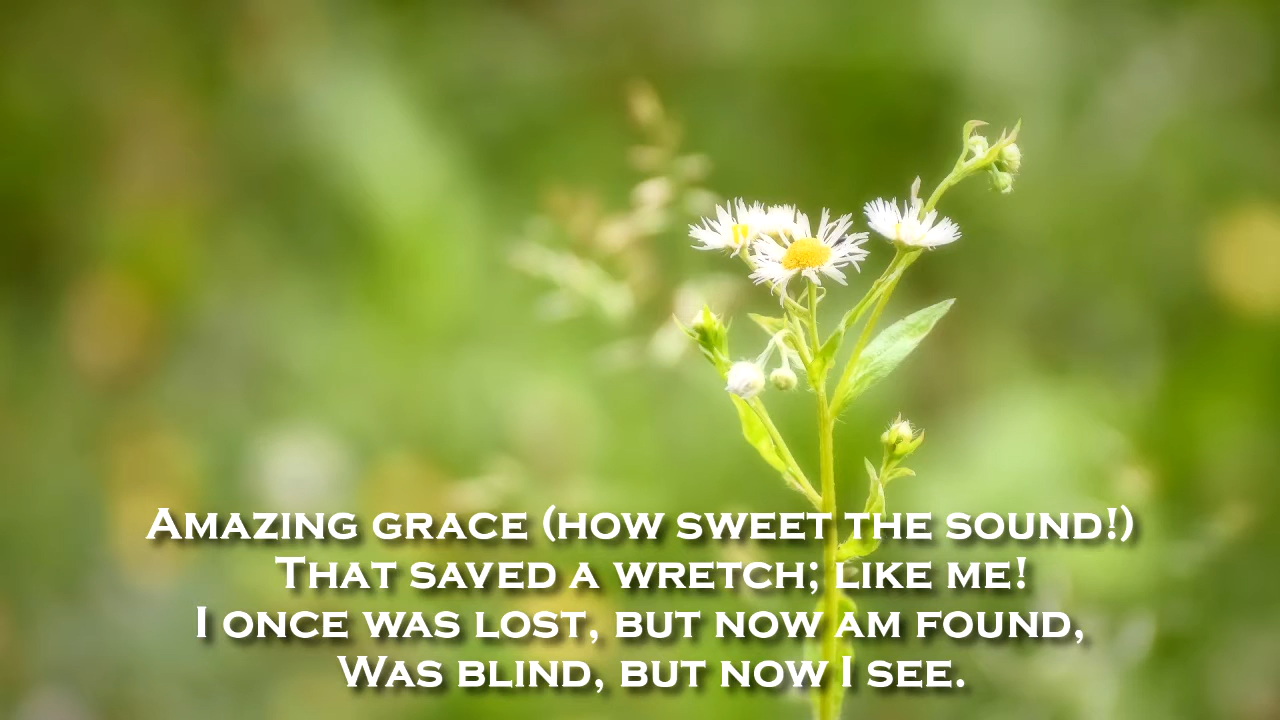 Amazing grace (how sweet the sound!)
That saved a wretch; like me!
I once was lost, but now am found,
Was blind, but now I see.